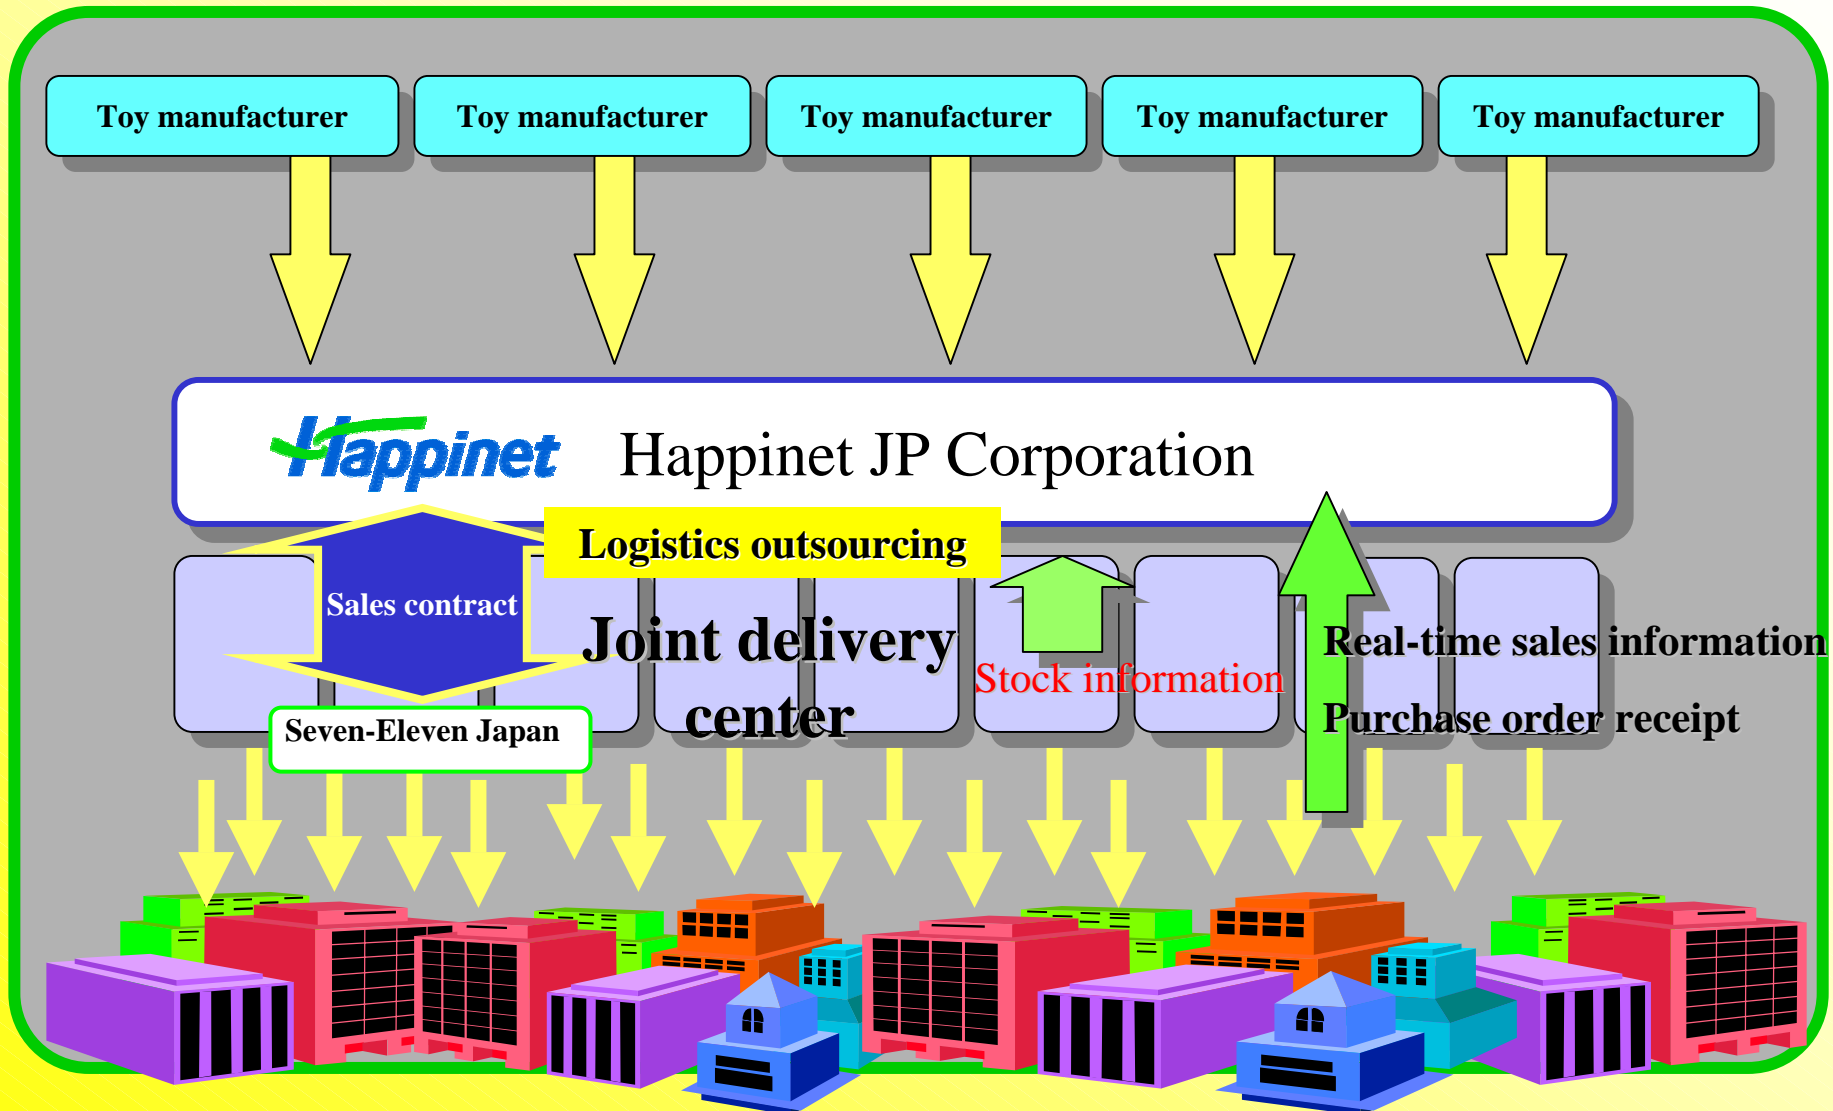 Toy manufacturer
Toy manufacturer
Toy manufacturer
Toy manufacturer
Toy manufacturer
Happinet
Happinet JP Corporation
Logistics outsourcing
Sales contract
Joint delivery
center
Stock information
Real-time sales information
Purchase order receipt
Seven-Eleven Japan